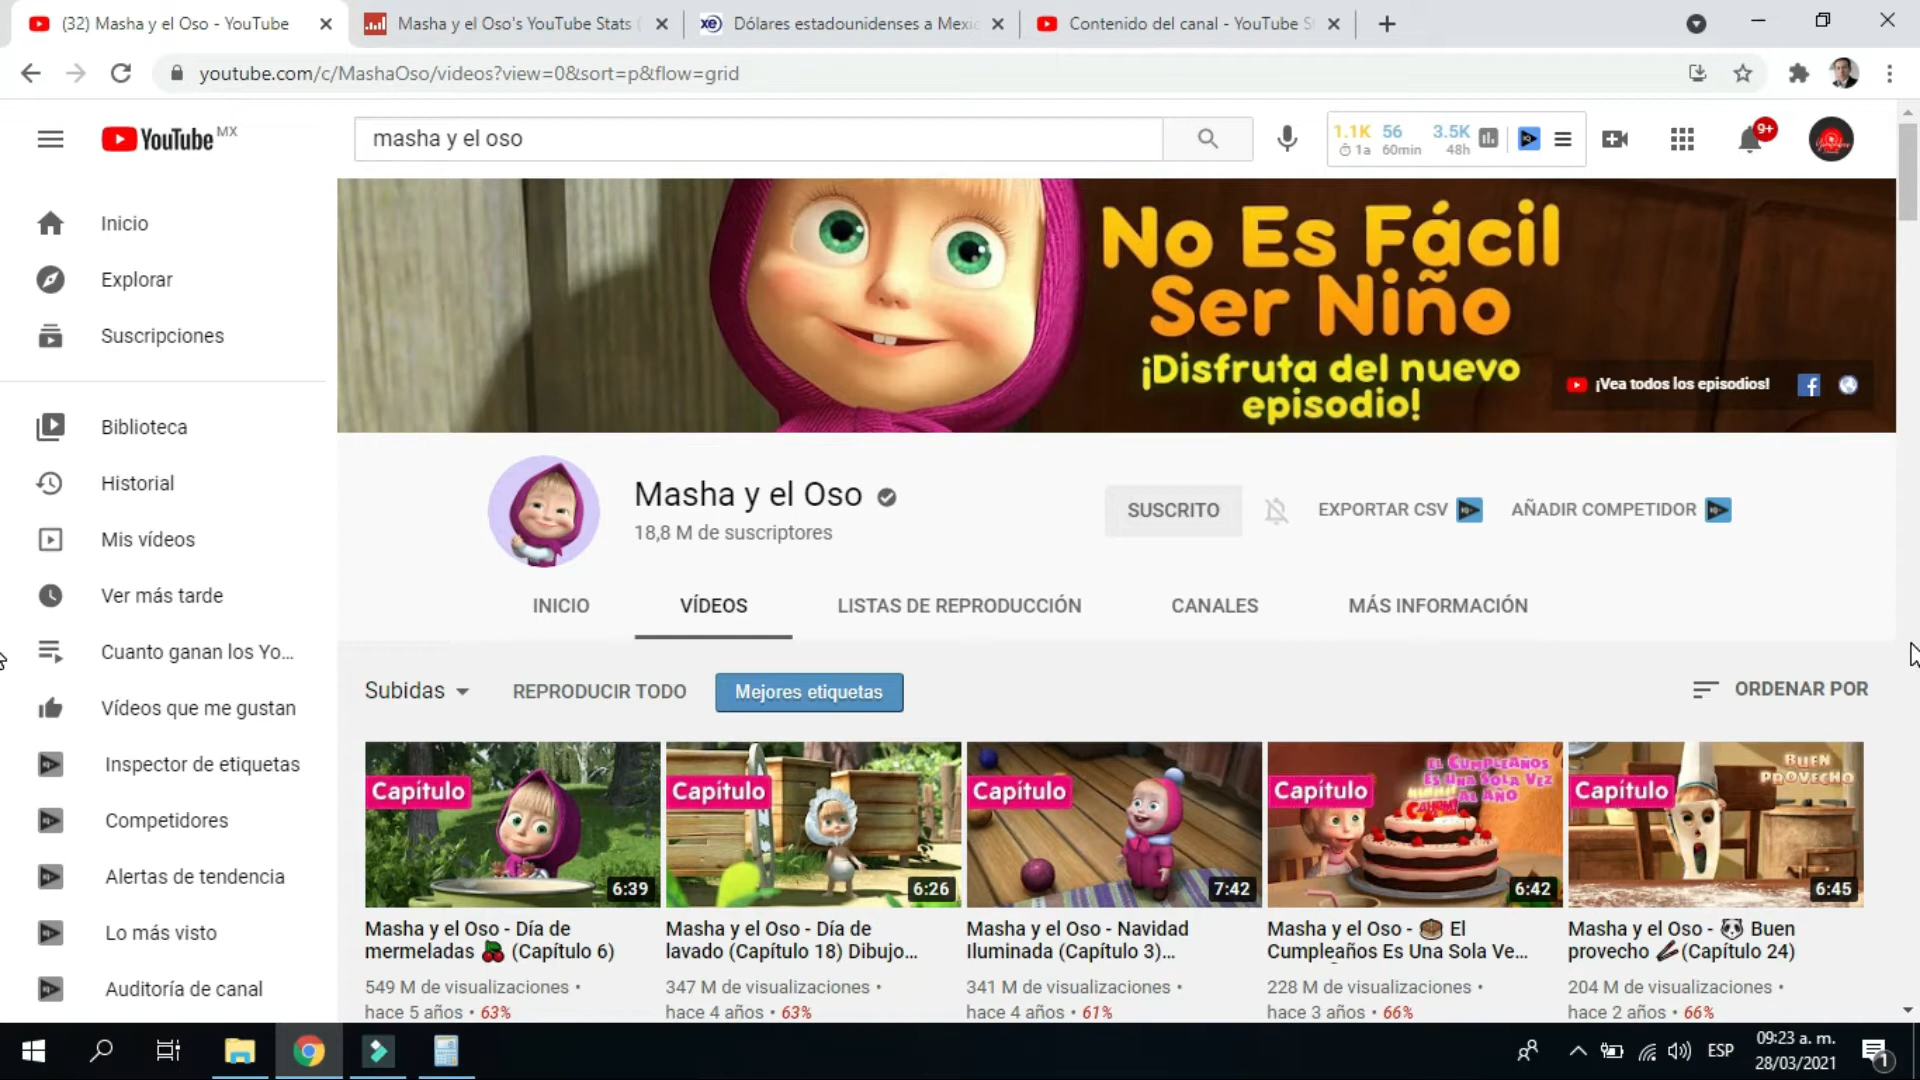 (32) Masha y el Oso - YouTube
Masha y el Oso's YouTube Stats
Dólares estadounidenses a Mexi
Contenido del canal - YouTube S
youtube.com/c/MashaOso/videos?view=0&sort=p&flow=grid
YouTube MX
masha y el oso
1.1K 56 3.5K
1a 60min 48h
9+
No Es Fácil
Ser Niño
¡Disfruta del nuevo
episodio!
¡Vea todos los episodios!
Inicio
Explorar
Suscripciones
Biblioteca
Historial
Mis vídeos
Ver más tarde
Cuanto ganan los Yo...
Vídeos que me gustan
Inspector de etiquetas
Competidores
Alertas de tendencia
Lo más visto
Auditoría de canal
Masha y el Oso
18,8 M de suscriptores
SUSCRITO
EXPORTAR CSV
AÑADIR COMPETIDOR
INICIO
VÍDEOS
LISTAS DE REPRODUCCIÓN
CANALES
MÁS INFORMACIÓN
Subidas
REPRODUCIR TODO
Mejores etiquetas
ORDENAR POR
Capítulo
6:39
Masha y el Oso - Día de
mermeladas 🍒 (Capítulo 6)
549 M de visualizaciones •
hace 5 años • 63%
Capítulo
6:26
Masha y el Oso - Día de
lavado (Capítulo 18) Dibujo...
347 M de visualizaciones •
hace 4 años • 63%
Capítulo
7:42
Masha y el Oso - Navidad
Iluminada (Capítulo 3)...
341 M de visualizaciones •
hace 4 años • 61%
Capítulo
EL CUMPLEAÑOS
ES UNA SOLA VEZ
AL AÑO
6:42
Masha y el Oso - 🎂 El
Cumpleaños Es Una Sola Ve...
228 M de visualizaciones •
hace 3 años • 66%
Capítulo
BUEN
PROVECHO
6:45
Masha y el Oso - 🐼 Buen
provecho 🥢(Capítulo 24)
204 M de visualizaciones •
hace 2 años • 66%
ESP
09:23 a. m.
28/03/2021
1